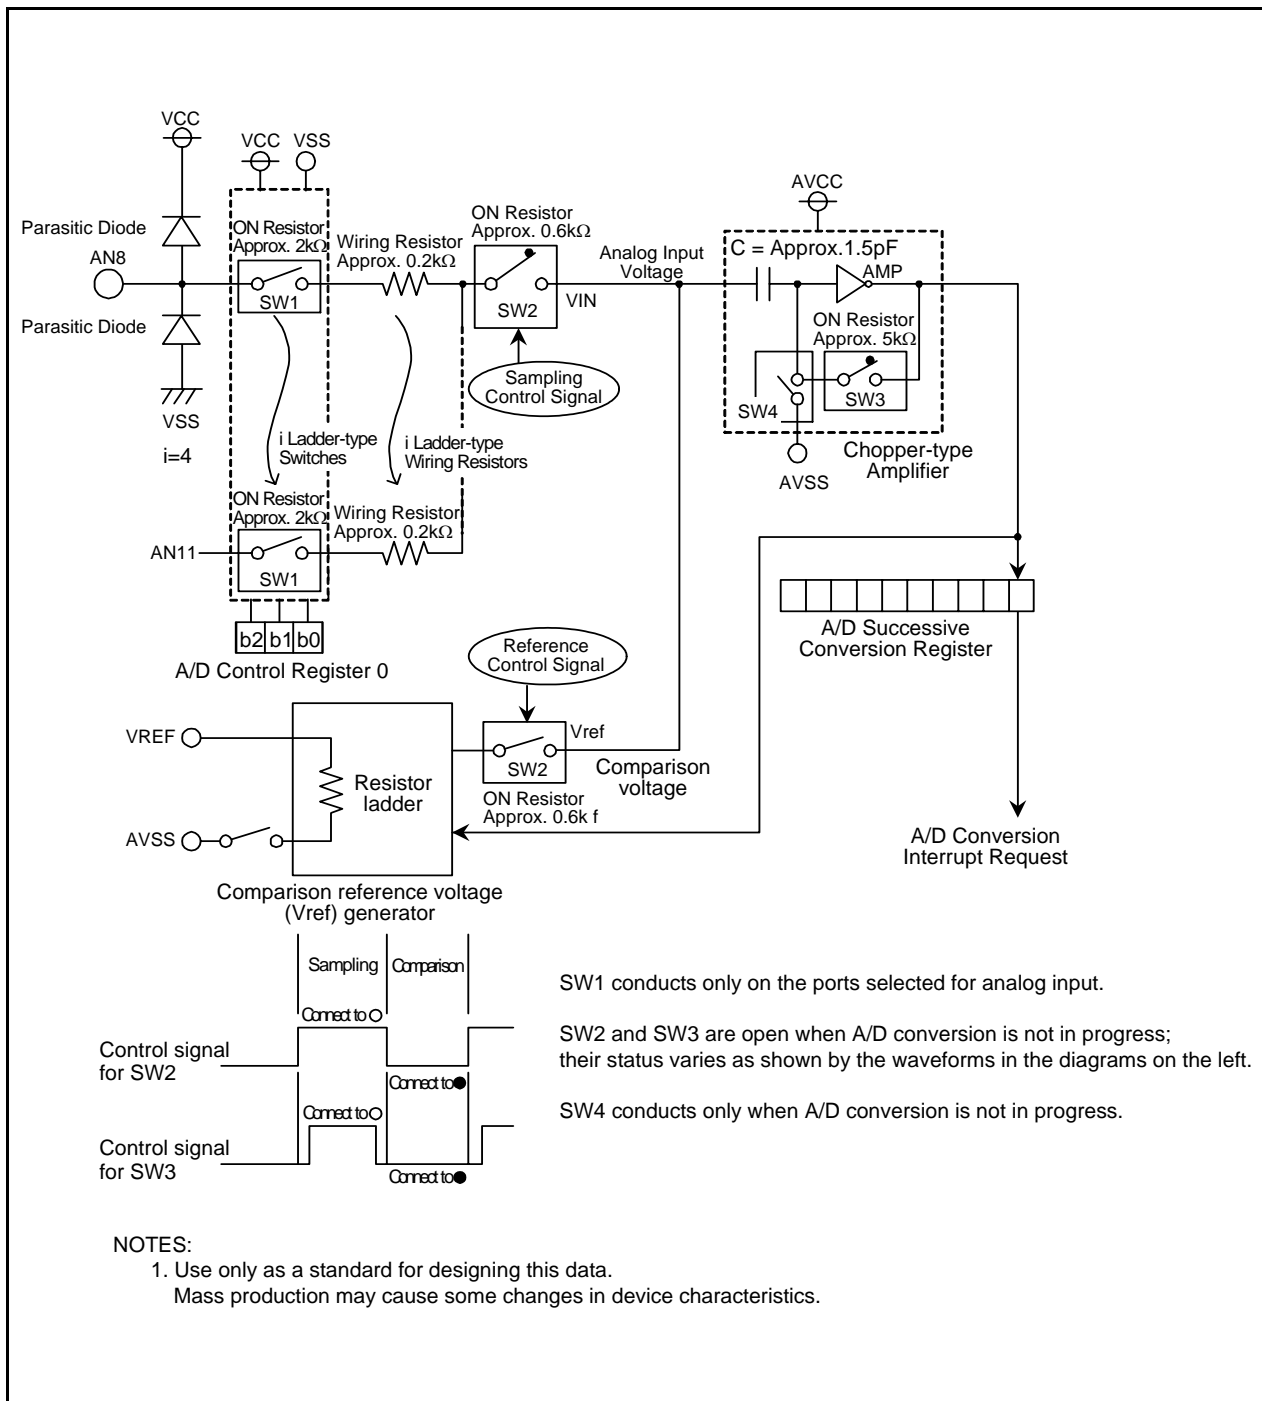 VCC
VCC
VSS
AVCC
Parasitic Diode
ON Resistor
Approx. 2kΩ
Wiring Resistor
Approx. 0.2kΩ
ON Resistor
Approx. 0.6kΩ
Analog Input
Voltage
C = Approx.1.5pF
AMP
AN8
SW1
SW2
VIN
Parasitic Diode
ON Resistor
Approx. 5kΩ
Sampling
Control Signal
SW4
SW3
VSS
i=4
i Ladder-type
Switches
i Ladder-type
Wiring Resistors
AVSS
Chopper-type
Amplifier
ON Resistor
Approx. 2kΩ
Wiring Resistor
Approx. 0.2kΩ
AN11
SW1
b2 b1 b0
A/D Control Register 0
A/D Successive
Conversion Register
Reference
Control Signal
VREF
Resistor
ladder
Vref
SW2
Comparison
voltage
ON Resistor
Approx. 0.6k f
AVSS
A/D Conversion
Interrupt Request
Comparison reference voltage
(Vref) generator
Sampling
Comparison
Connect to ○
Control signal
for SW2
Connect to ●
Connect to ○
Control signal
for SW3
Connect to ●
SW1 conducts only on the ports selected for analog input.
SW2 and SW3 are open when A/D conversion is not in progress;
their status varies as shown by the waveforms in the diagrams on the left.
SW4 conducts only when A/D conversion is not in progress.
NOTES:
1. Use only as a standard for designing this data.
Mass production may cause some changes in device characteristics.